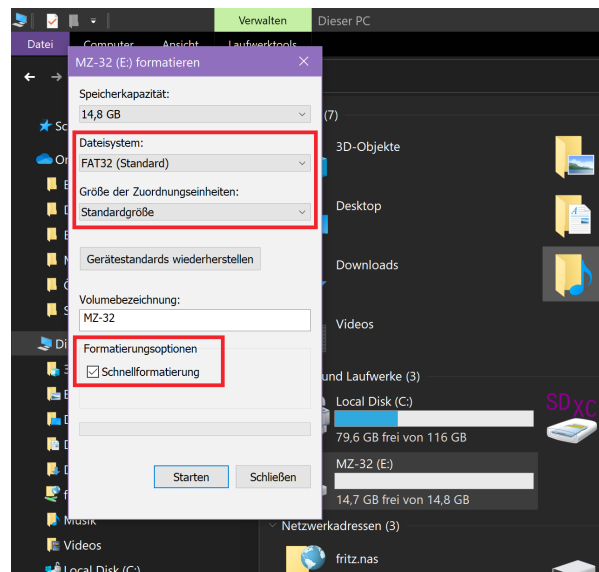 Verwalten
Dieser PC
Datei
Computer
Ansicht
Laufwerktools
MZ-32 (E:) formatieren
Speicherkapazität:
14,8 GB
Dateisystem:
FAT32 (Standard)
Größe der Zuordnungseinheiten:
Standardgröße
Gerätestandards wiederherstellen
Volumebezeichnung:
MZ-32
Formatierungsoptionen
Schnellformatierung
Starten
Schließen
(7)
3D-Objekte
Desktop
Downloads
Videos
und Laufwerke (3)
Local Disk (C:)
79,6 GB frei von 116 GB
SDXC
MZ-32 (E:)
14,7 GB frei von 14,8 GB
Netzwerkadressen (3)
fritz.nas
Musik
Videos
Local Disk (C:)